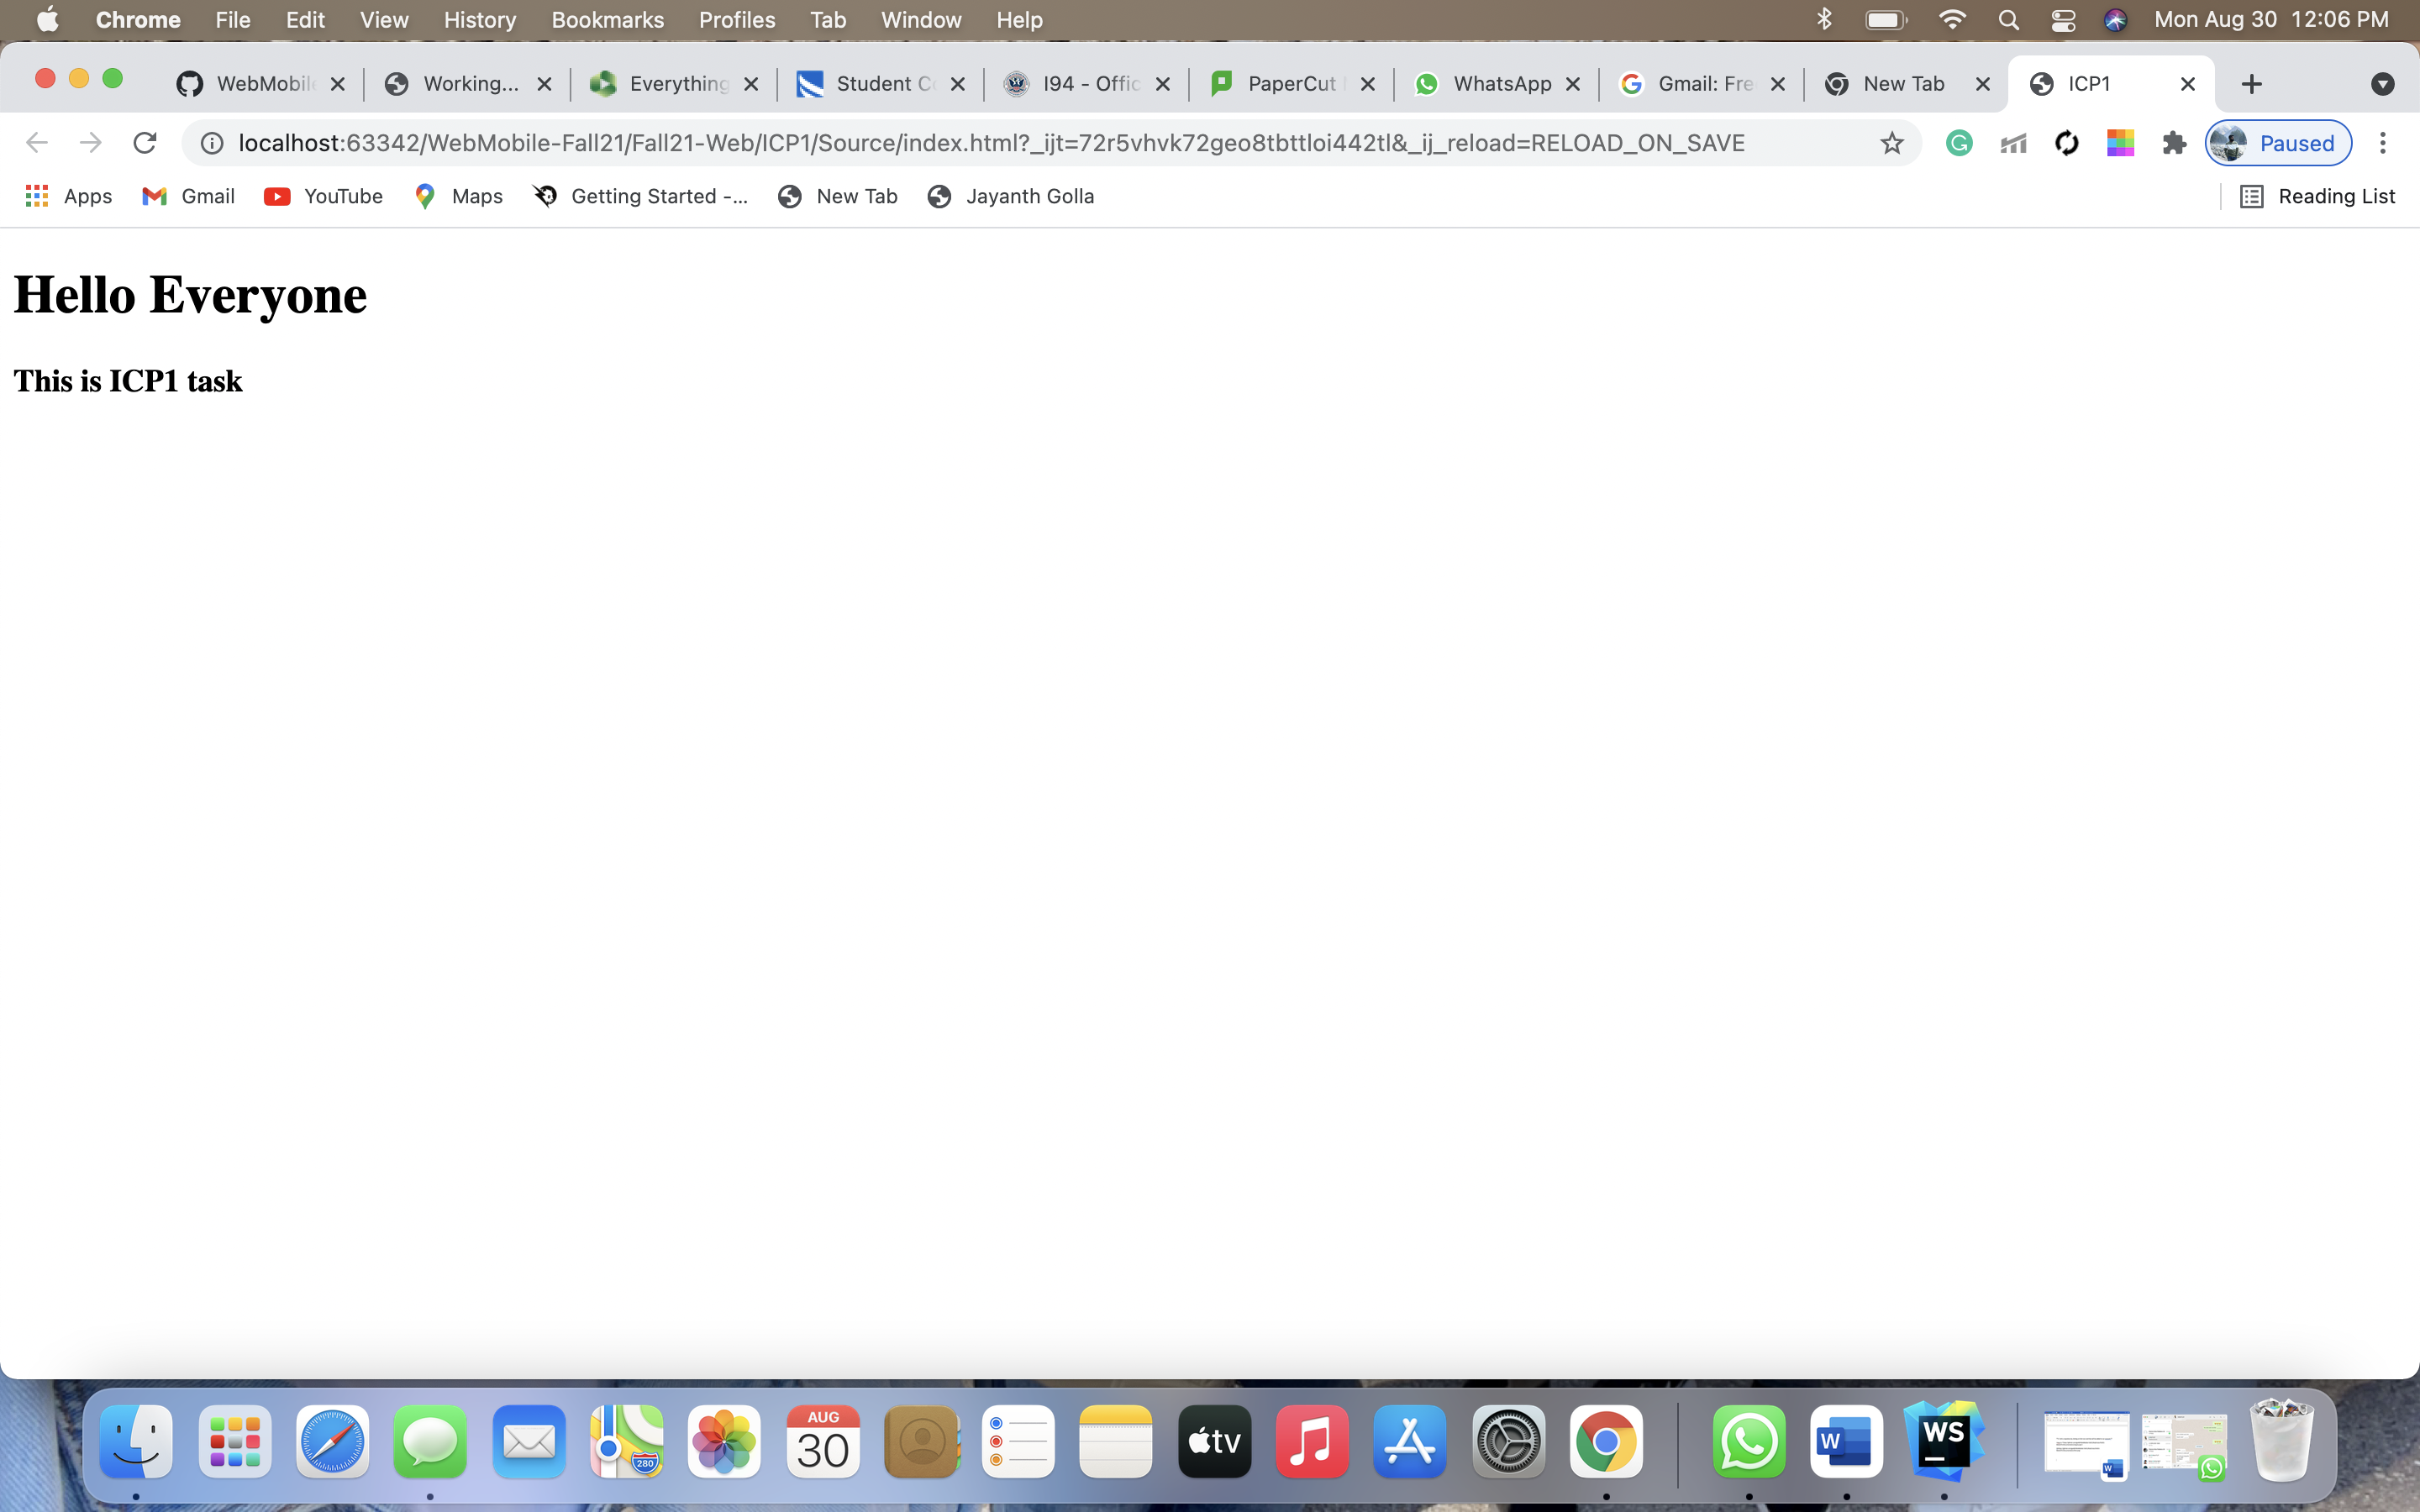 Chrome File Edit View History Bookmarks Profiles Tab Window Help Mon Aug 30 12:06 PM
WebMobile Working... Everything Student C I94 - Offic PaperCut WhatsApp Gmail: Fre New Tab ICP1
localhost:63342/WebMobile-Fall21/Fall21-Web/ICP1/Source/index.html?_ijt=72r5vhvk72geo8tbttloi442tl&_ij_reload=RELOAD_ON_SAVE Paused
Apps Gmail YouTube Maps Getting Started -... New Tab Jayanth Golla Reading List
Hello Everyone
This is ICP1 task
AUG
30
280
tv
W
WS